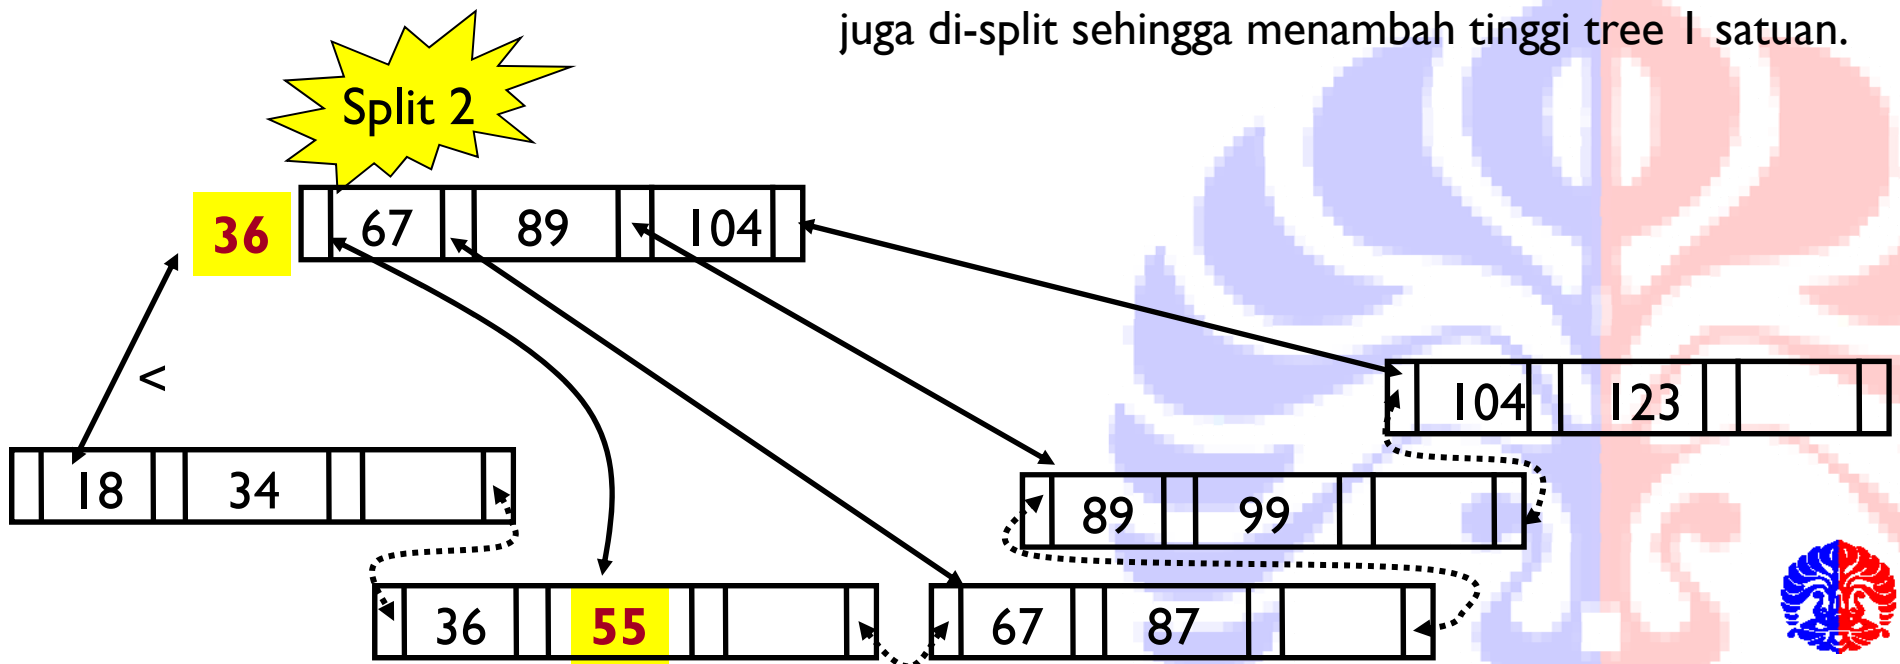 juga di-split sehingga menambah tinggi tree 1 satuan.
Split 2
36 67 89 104
<
104 123
18 34
89 99
36 55 67 87